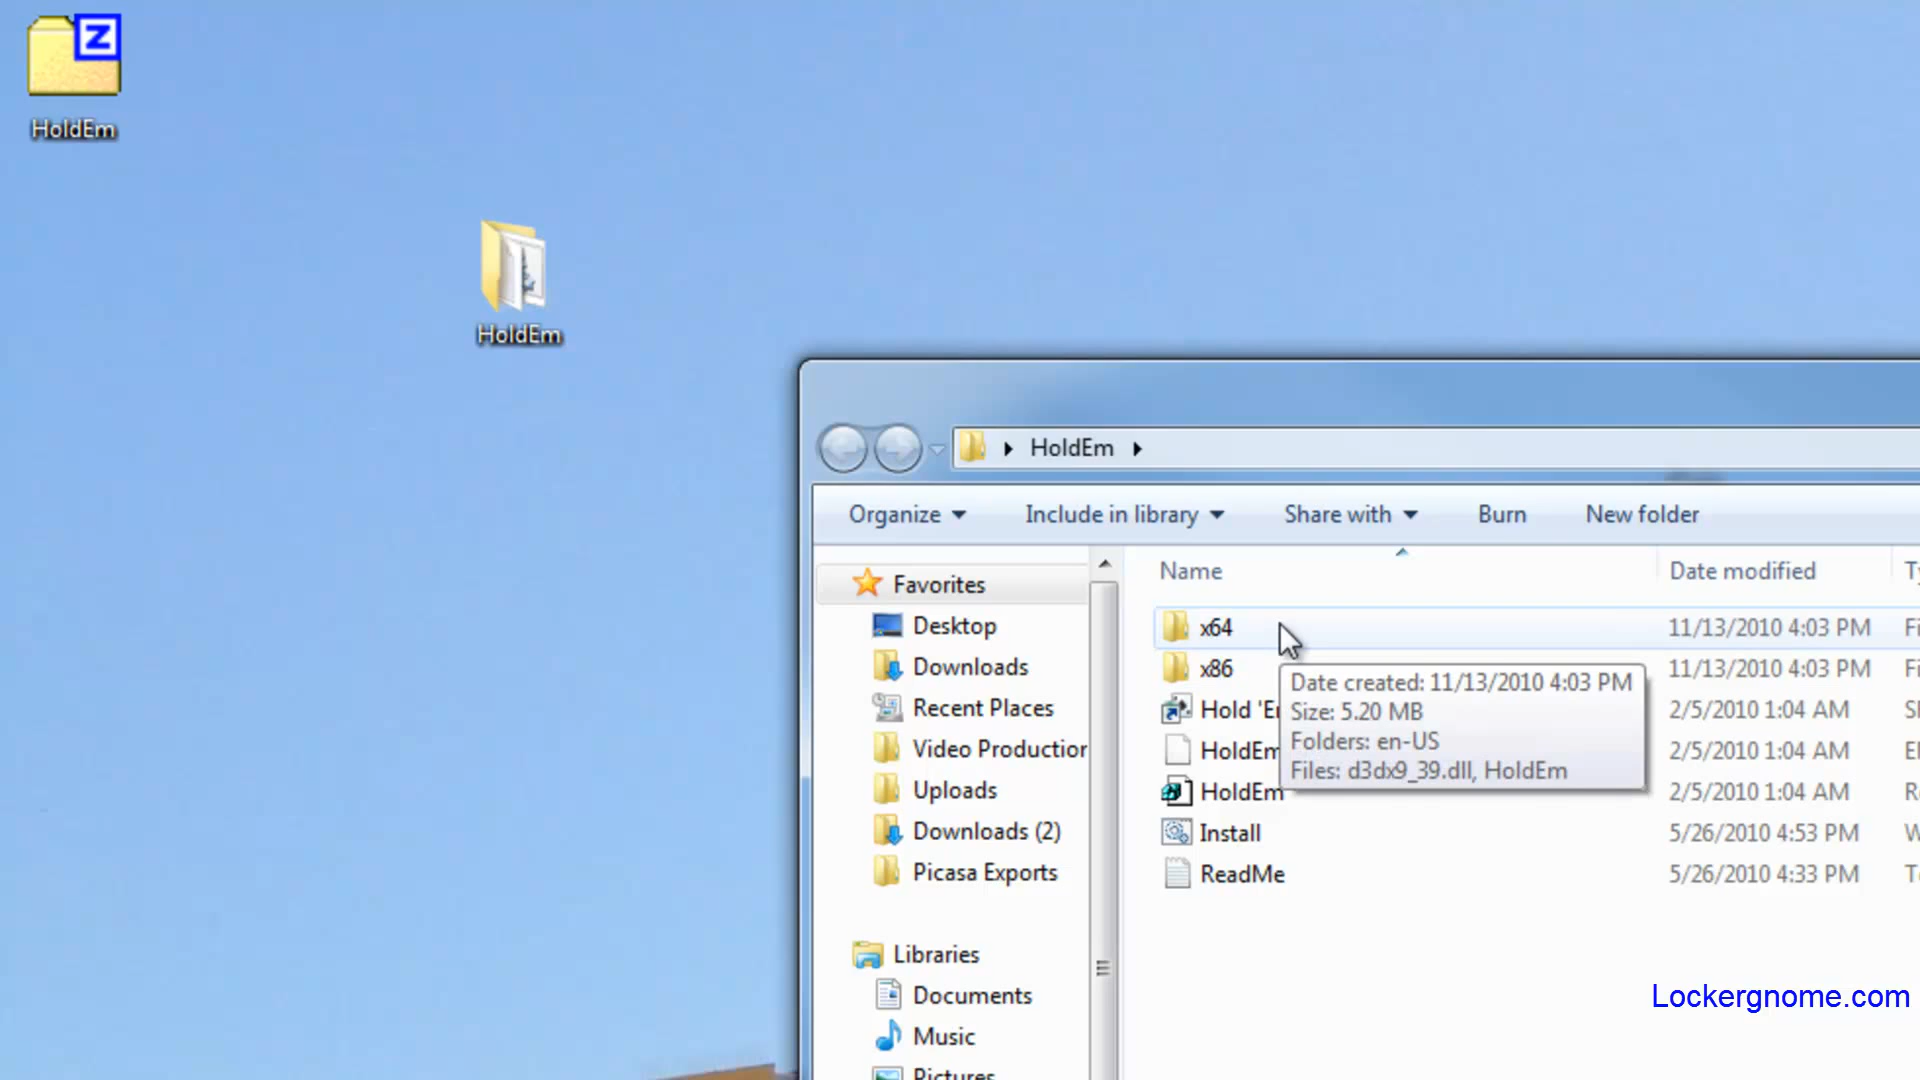 Z
HoldEm
HoldEm
HoldEm
Organize
Include in library
Share with
Burn
New folder
Name
Date modified
Favorites
Desktop
Downloads
Recent Places
Video Production
Uploads
Downloads (2)
Picasa Exports
Libraries
Documents
Music
Pictures
x64 11/13/2010 4:03 PM
x86 11/13/2010 4:03 PM
Hold 'E 2/5/2010 1:04 AM
HoldEm 2/5/2010 1:04 AM
HoldEm 2/5/2010 1:04 AM
Install 5/26/2010 4:53 PM
ReadMe 5/26/2010 4:33 PM
Date created: 11/13/2010 4:03 PM
Size: 5.20 MB
Folders: en-US
Files: d3dx9_39.dll, HoldEm
Lockergnome.com